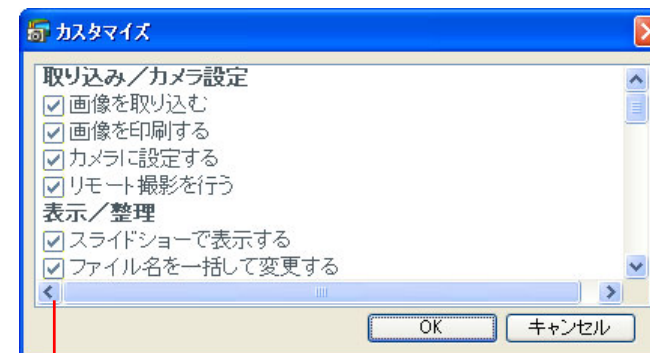 カスタマイズ
取り込み／カメラ設定
画像を取り込む
画像を印刷する
カメラに設定する
リモート撮影を行う
表示／整理
スライドショーで表示する
ファイル名を一括して変更する
OK キャンセル